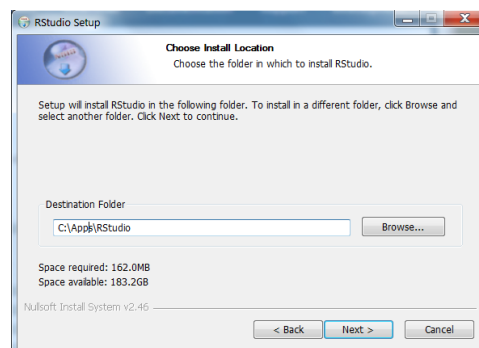 RStudio Setup
Choose Install Location
Choose the folder in which to install RStudio.
Setup will install RStudio in the following folder. To install in a different folder, click Browse and
select another folder. Click Next to continue.
Destination Folder
C:\Apps\RStudio
Browse...
Space required: 162.0MB
Space available: 183.2GB
Nullsoft Install System v2.46
< Back Next > Cancel